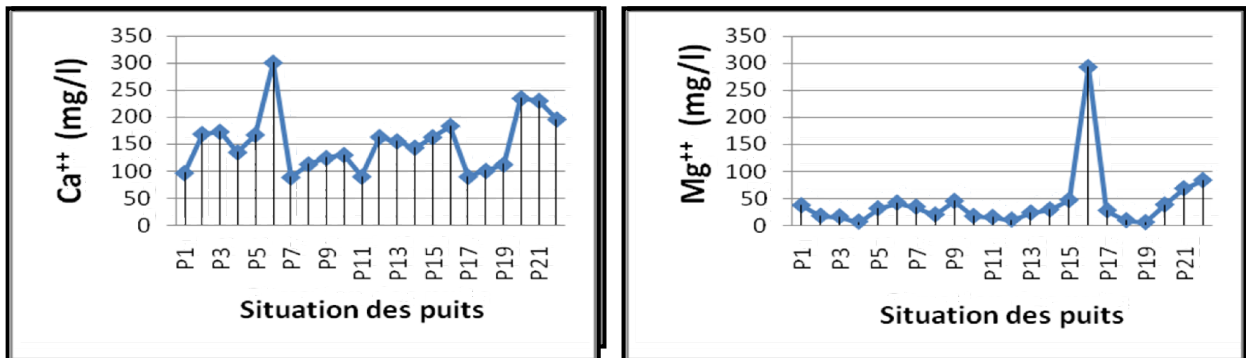 Ca⁺⁺ (mg/l)
350
300
250
200
150
100
50
0
P1
P3
P5
P7
P9
P11
P13
P15
P17
P19
P21
Situation des puits
Mg⁺⁺ (mg/l)
350
300
250
200
150
100
50
0
P1
P3
P5
P7
P9
P11
P13
P15
P17
P19
P21
Situation des puits